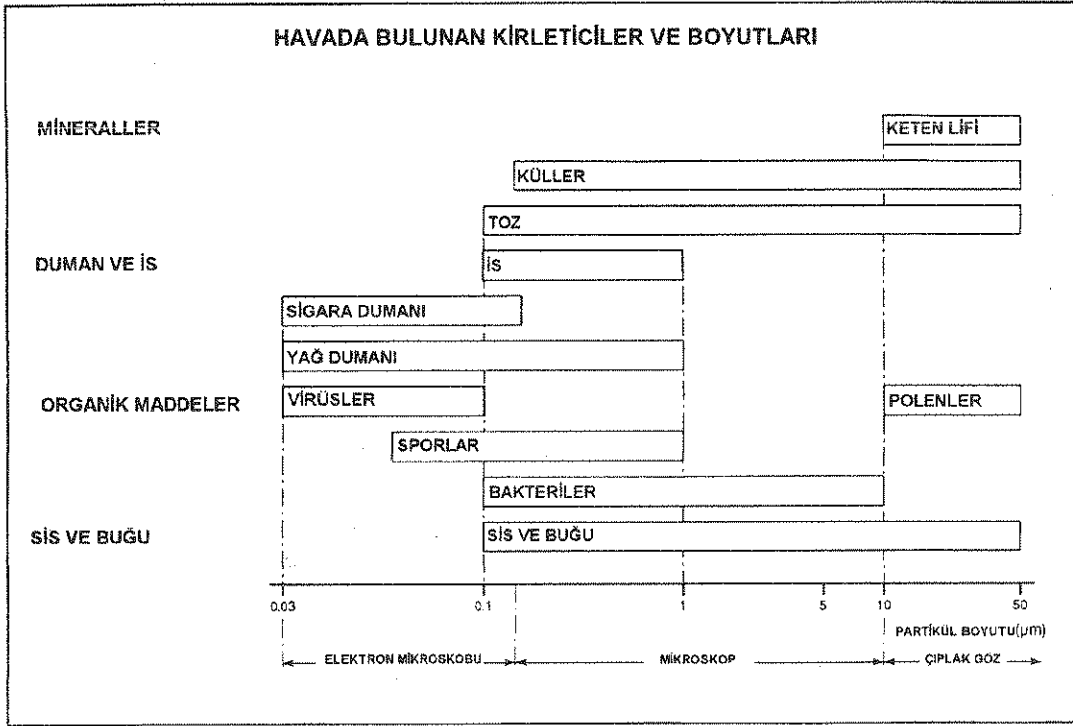 HAVADA BULUNAN KİRLETİCİLER VE BOYUTLARI
MİNERALLER
KETEN LİFİ
KÜLLER
TOZ
DUMAN VE İS
İS
SİGARA DUMANI
YAĞ DUMANI
ORGANİK MADDELER
VİRÜSLER
POLENLER
SPORLAR
BAKTERİLER
SİS VE BUĞU
SİS VE BUĞU
0.03 0.1 1 5 10 50
PARTİKÜL BOYUTU(µm)
ELEKTRON MİKROSKOBU MİKROSKOP ÇIPLAK GÖZ